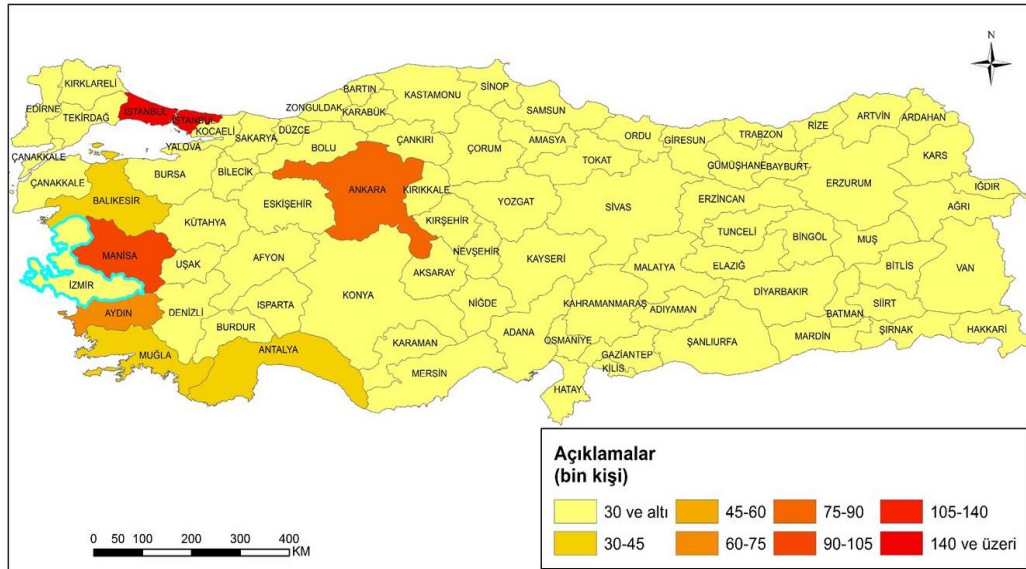 N
KIRKLARELİ
EDİRNE
TEKİRDAĞ
İSTANBUL
İSTANBUL
KOCAELİ
YALOVA
SAKARYA
DÜZCE
ZONGULDAK
BARTIN
KARABÜK
KASTAMONU
SİNOP
SAMSUN
ORDU
GİRESUN
TRABZON
RİZE
ARTVİN
ARDAHAN
ÇANAKKALE
ÇANAKKALE
BURSA
BİLECİK
BOLU
ÇANKIRI
ÇORUM
AMASYA
TOKAT
GÜMÜŞHANE
BAYBURT
ERZURUM
KARS
IĞDIR
AĞRI
BALIKESİR
KÜTAHYA
ESKİŞEHİR
ANKARA
KIRIKKALE
YOZGAT
SİVAS
ERZİNCAN
TUNCELİ
BİNGÖL
MUŞ
MANİSA
UŞAK
AFYON
KIRŞEHİR
NEVŞEHİR
KAYSERİ
MALATYA
ELAZIĞ
BİTLİS
VAN
İZMİR
AYDIN
DENİZLİ
ISPARTA
BURDUR
KONYA
AKSARAY
NİĞDE
KAHRAMANMARAŞ
ADIYAMAN
DİYARBAKIR
BATMAN
SİİRT
ŞIRNAK
HAKKARİ
MUĞLA
ANTALYA
KARAMAN
MERSİN
ADANA
OSMANİYE
GAZİANTEP
KİLİS
HATAY
ŞANLIURFA
MARDİN
Açıklamalar
(bin kişi)
30 ve altı 45-60 75-90 105-140
30-45 60-75 90-105 140 ve üzeri
0 50 100 200 300 400
KM